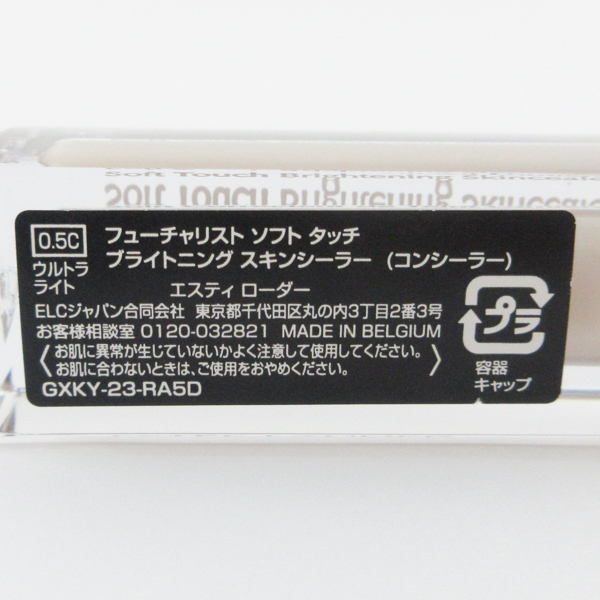 Soft Touch Brightening Skincealer
0.5C
ウルトラ
ライト
フューチャリスト ソフト タッチ
ブライトニング スキンシーラー (コンシーラー)
エスティ ローダー
ELCジャパン合同会社 東京都千代田区丸の内3丁目2番3号
お客様相談室 0120-032821 MADE IN BELGIUM
〈お肌に異常が生じていないかよく注意して使用してください。
お肌に合わないときは、ご使用をおやめください。〉
GXKY-23-RA5D
プラ
容器
キャップ